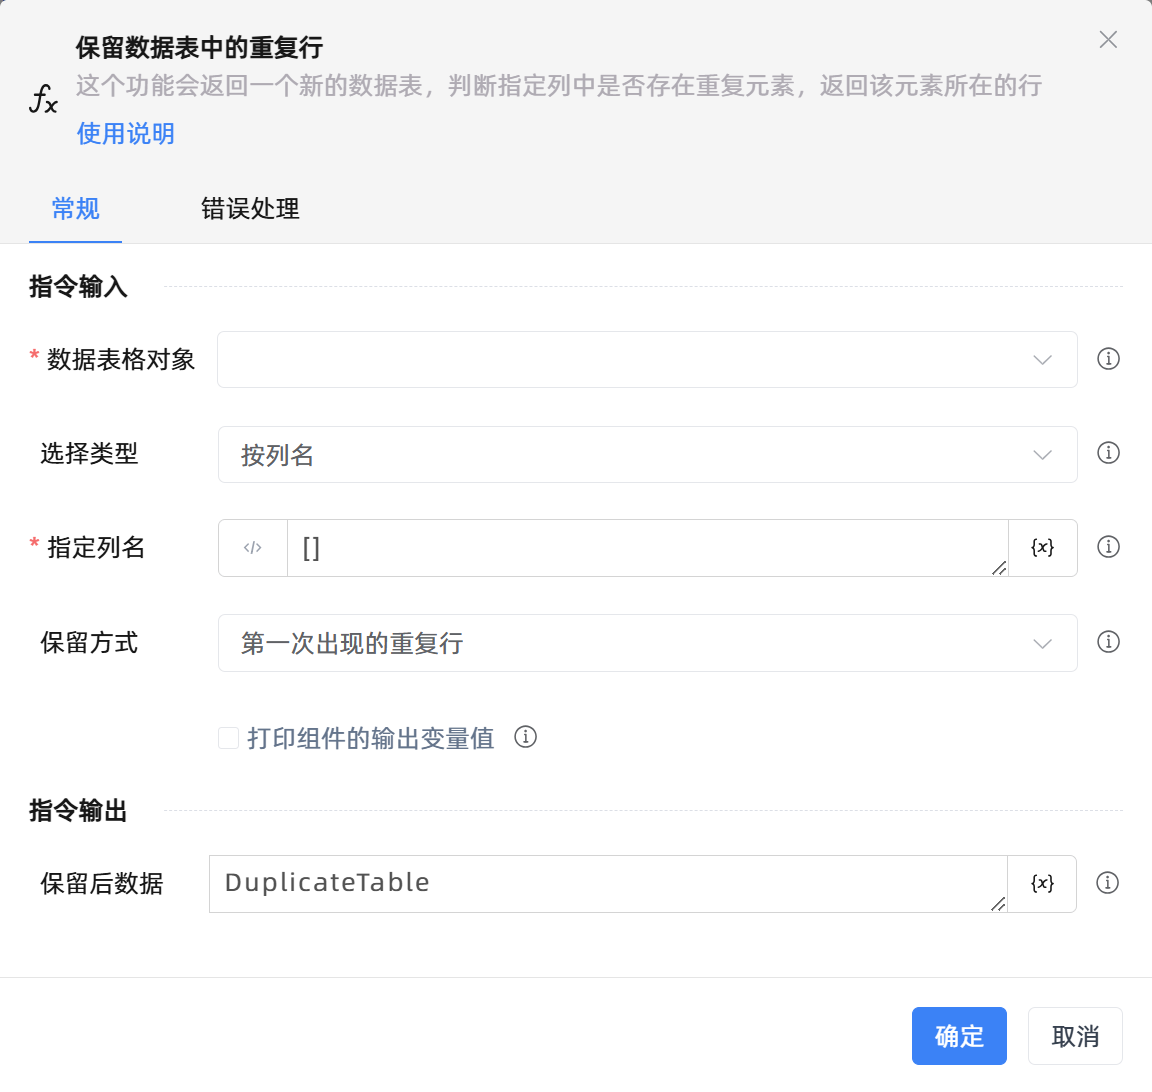 保留数据表中的重复行
这个功能会返回一个新的数据表，判断指定列中是否存在重复元素，返回该元素所在的行
使用说明
常规 错误处理
指令输入
* 数据表格对象
选择类型 按列名
* 指定列名 </> [] {x}
保留方式 第一次出现的重复行
打印组件的输出变量值
指令输出
保留后数据 DuplicateTable {x}
确定 取消